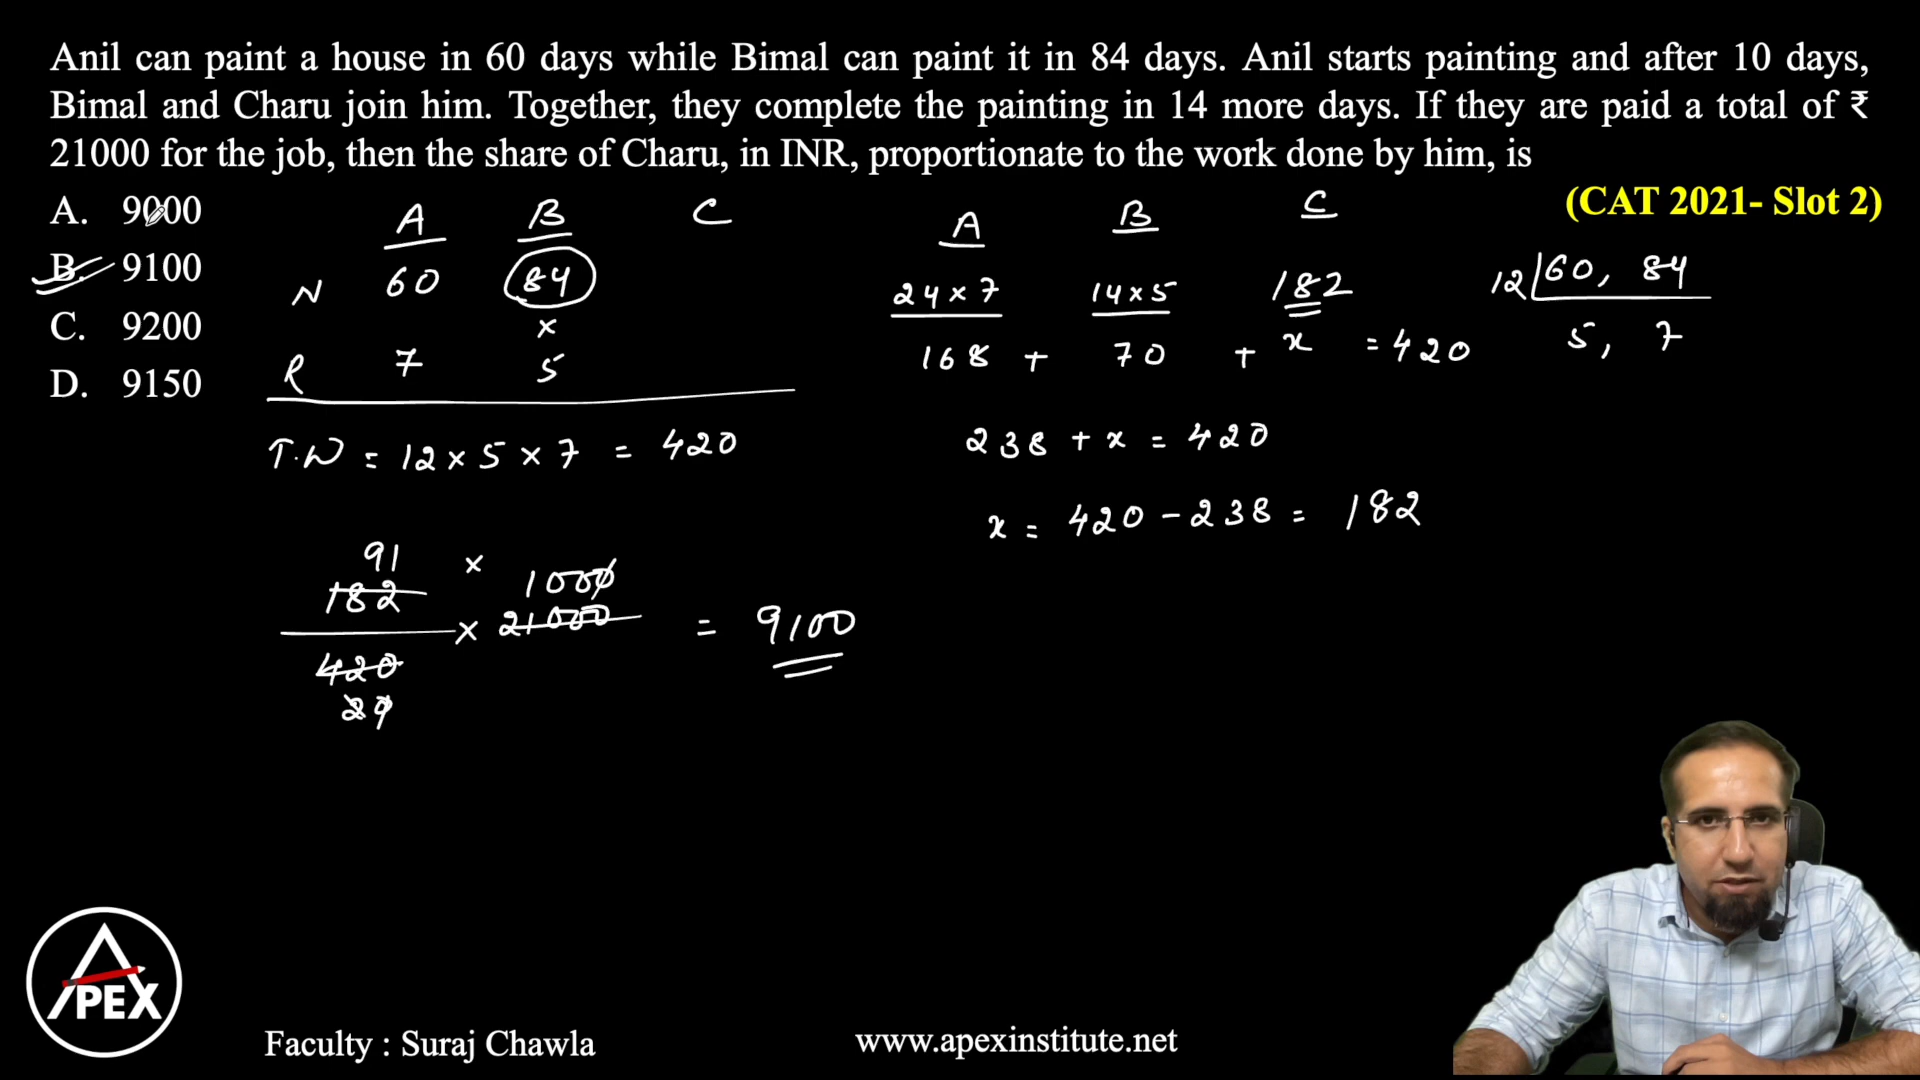 Anil can paint a house in 60 days while Bimal can paint it in 84 days. Anil starts painting and after 10 days,
Bimal and Charu join him. Together, they complete the painting in 14 more days. If they are paid a total of ₹
21000 for the job, then the share of Charu, in INR, proportionate to the work done by him, is
(CAT 2021- Slot 2)
A. 9000
B. 9100
C. 9200
D. 9150
A B C
N 60 84
x
R 7 5
T.W = 12 x 5 x 7 = 420
91 x 1000
182 x 21000 = 9100
420
20
A B C
24 x 7 14 x 5 182
168 + 70 + x = 420
238 + x = 420
x = 420 - 238 = 182
12 60, 84
5, 7
APEX
Faculty : Suraj Chawla
www.apexinstitute.net